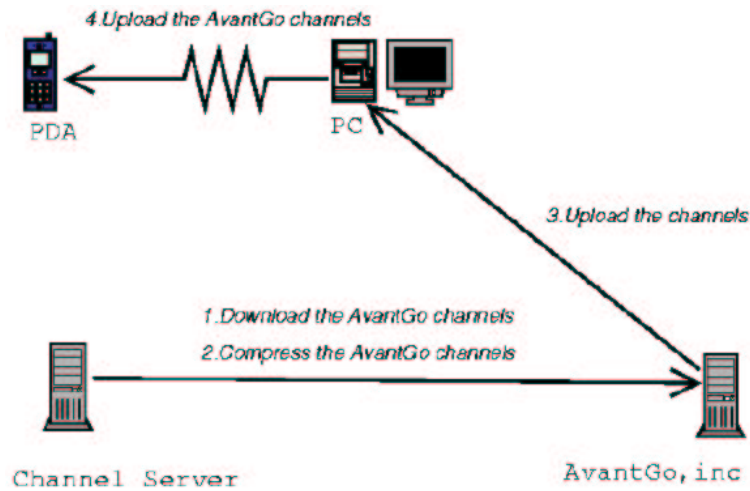 4.Upload the AvantGo channels
PDA
PC
3.Upload the channels
1.Download the AvantGo channels
2.Compress the AvantGo channels
Channel Server
AvantGo,inc